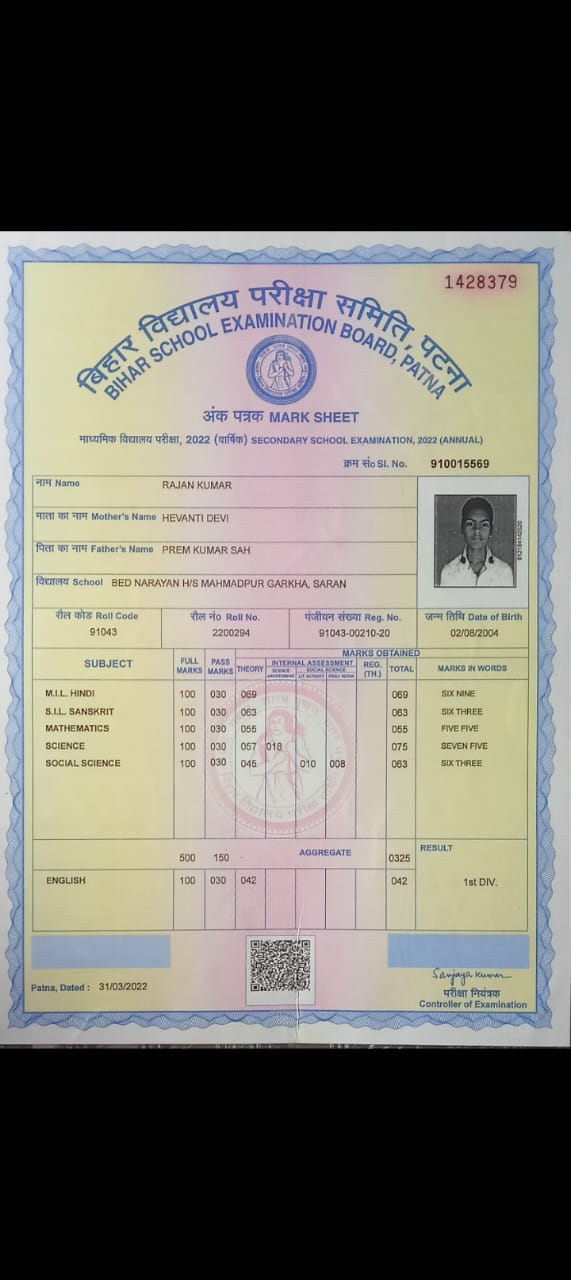 1428379
बिहार विद्यालय परीक्षा समिति, पटना
BIHAR SCHOOL EXAMINATION BOARD, PATNA
अंक पत्रक MARK SHEET
माध्यमिक विद्यालय परीक्षा, 2022 (वार्षिक) SECONDARY SCHOOL EXAMINATION, 2022 (ANNUAL)
क्रम सं० Sl. No. 910015569
नाम Name RAJAN KUMAR
माता का नाम Mother's Name HEVANTI DEVI
पिता का नाम Father's Name PREM KUMAR SAH
विद्यालय School BED NARAYAN H/S MAHMADPUR GARKHA, SARAN
रौल कोड Roll Code रौल नं० Roll No. पंजीयन संख्या Reg. No. जन्म तिथि Date of Birth
91043 2200294 91043-00210-20 02/08/2004
SUBJECT FULL MARKS PASS MARKS MARKS OBTAINED
THEORY INTERNAL ASSESSMENT REG. (TH.) TOTAL MARKS IN WORDS
SCIENCE SOCIAL SCIENCE
M.I.L. HINDI 100 030 069 069 SIX NINE
S.I.L. SANSKRIT 100 030 063 063 SIX THREE
MATHEMATICS 100 030 055 055 FIVE FIVE
SCIENCE 100 030 057 018 075 SEVEN FIVE
SOCIAL SCIENCE 100 030 045 010 008 063 SIX THREE
500 150 AGGREGATE 0325 RESULT
ENGLISH 100 030 042 042 1st DIV.
Patna, Dated : 31/03/2022
Sanjaya Kumar
परीक्षा नियंत्रक
Controller of Examination